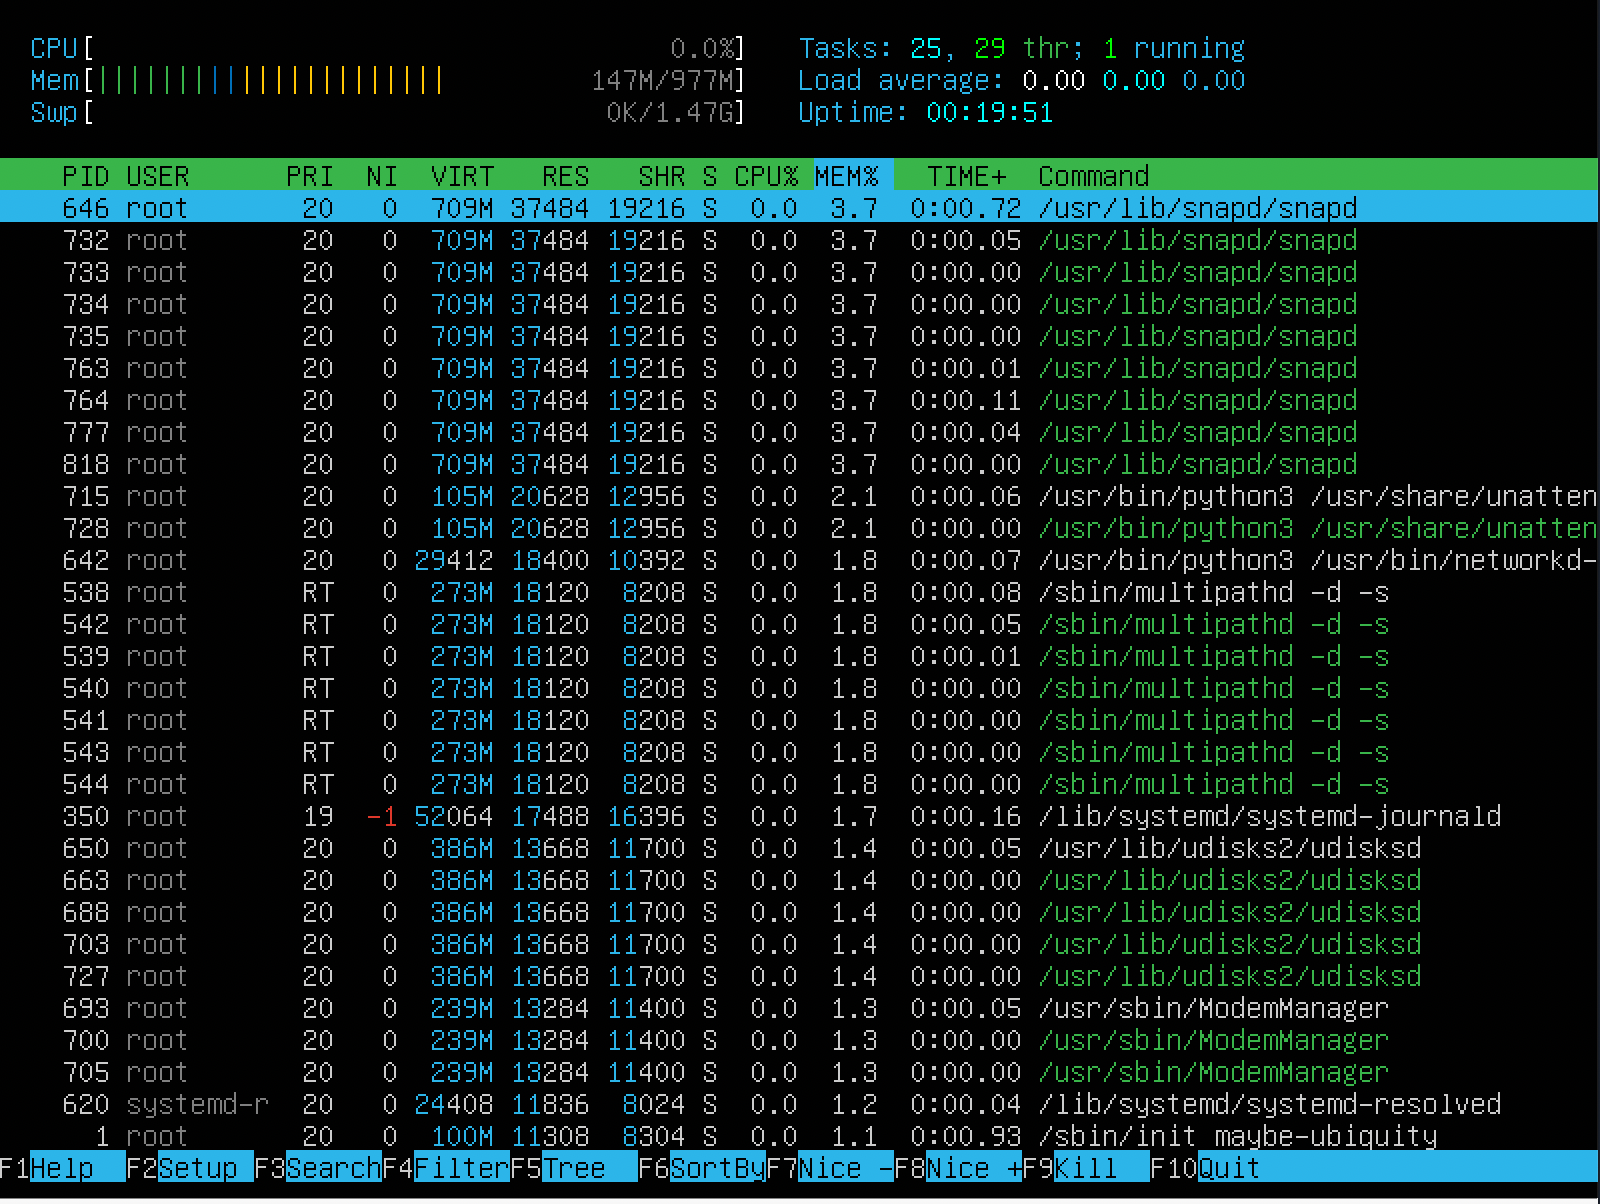 CPU[ 0.0%] Tasks: 25, 29 thr; 1 running
Mem[|||||||||||||||||||||| 147M/977M] Load average: 0.00 0.00 0.00
Swp[ 0K/1.47G] Uptime: 00:19:51
PID USER PRI NI VIRT RES SHR S CPU% MEM% TIME+ Command
646 root 20 0 709M 37484 19216 S 0.0 3.7 0:00.72 /usr/lib/snapd/snapd
732 root 20 0 709M 37484 19216 S 0.0 3.7 0:00.05 /usr/lib/snapd/snapd
733 root 20 0 709M 37484 19216 S 0.0 3.7 0:00.00 /usr/lib/snapd/snapd
734 root 20 0 709M 37484 19216 S 0.0 3.7 0:00.00 /usr/lib/snapd/snapd
735 root 20 0 709M 37484 19216 S 0.0 3.7 0:00.00 /usr/lib/snapd/snapd
763 root 20 0 709M 37484 19216 S 0.0 3.7 0:00.01 /usr/lib/snapd/snapd
764 root 20 0 709M 37484 19216 S 0.0 3.7 0:00.11 /usr/lib/snapd/snapd
777 root 20 0 709M 37484 19216 S 0.0 3.7 0:00.04 /usr/lib/snapd/snapd
818 root 20 0 709M 37484 19216 S 0.0 3.7 0:00.00 /usr/lib/snapd/snapd
715 root 20 0 105M 20628 12956 S 0.0 2.1 0:00.06 /usr/bin/python3 /usr/share/unatten
728 root 20 0 105M 20628 12956 S 0.0 2.1 0:00.00 /usr/bin/python3 /usr/share/unatten
642 root 20 0 29412 18400 10392 S 0.0 1.8 0:00.07 /usr/bin/python3 /usr/bin/networkd-
538 root RT 0 273M 18120 8208 S 0.0 1.8 0:00.08 /sbin/multipathd -d -s
542 root RT 0 273M 18120 8208 S 0.0 1.8 0:00.05 /sbin/multipathd -d -s
539 root RT 0 273M 18120 8208 S 0.0 1.8 0:00.01 /sbin/multipathd -d -s
540 root RT 0 273M 18120 8208 S 0.0 1.8 0:00.00 /sbin/multipathd -d -s
541 root RT 0 273M 18120 8208 S 0.0 1.8 0:00.00 /sbin/multipathd -d -s
543 root RT 0 273M 18120 8208 S 0.0 1.8 0:00.00 /sbin/multipathd -d -s
544 root RT 0 273M 18120 8208 S 0.0 1.8 0:00.00 /sbin/multipathd -d -s
350 root 19 -1 52064 17488 16396 S 0.0 1.7 0:00.16 /lib/systemd/systemd-journald
650 root 20 0 386M 13668 11700 S 0.0 1.4 0:00.05 /usr/lib/udisks2/udisksd
663 root 20 0 386M 13668 11700 S 0.0 1.4 0:00.00 /usr/lib/udisks2/udisksd
688 root 20 0 386M 13668 11700 S 0.0 1.4 0:00.00 /usr/lib/udisks2/udisksd
703 root 20 0 386M 13668 11700 S 0.0 1.4 0:00.00 /usr/lib/udisks2/udisksd
727 root 20 0 386M 13668 11700 S 0.0 1.4 0:00.00 /usr/lib/udisks2/udisksd
693 root 20 0 239M 13284 11400 S 0.0 1.3 0:00.05 /usr/sbin/ModemManager
700 root 20 0 239M 13284 11400 S 0.0 1.3 0:00.00 /usr/sbin/ModemManager
705 root 20 0 239M 13284 11400 S 0.0 1.3 0:00.00 /usr/sbin/ModemManager
620 systemd-r 20 0 24408 11836 8024 S 0.0 1.2 0:00.04 /lib/systemd/systemd-resolved
1 root 20 0 100M 11308 8304 S 0.0 1.1 0:00.93 /sbin/init maybe-ubiquity
F1Help F2Setup F3SearchF4FilterF5Tree F6SortByF7Nice -F8Nice +F9Kill F10Quit